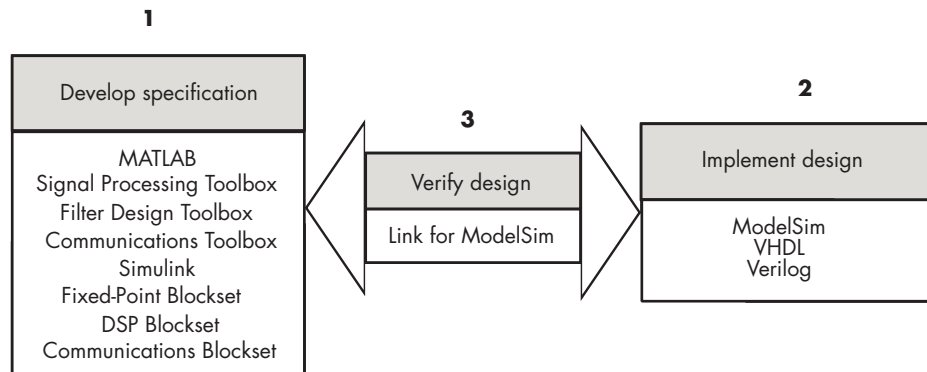 1
Develop specification
MATLAB
Signal Processing Toolbox
Filter Design Toolbox
Communications Toolbox
Simulink
Fixed-Point Blockset
DSP Blockset
Communications Blockset
3
Verify design
Link for ModelSim
2
Implement design
ModelSim
VHDL
Verilog